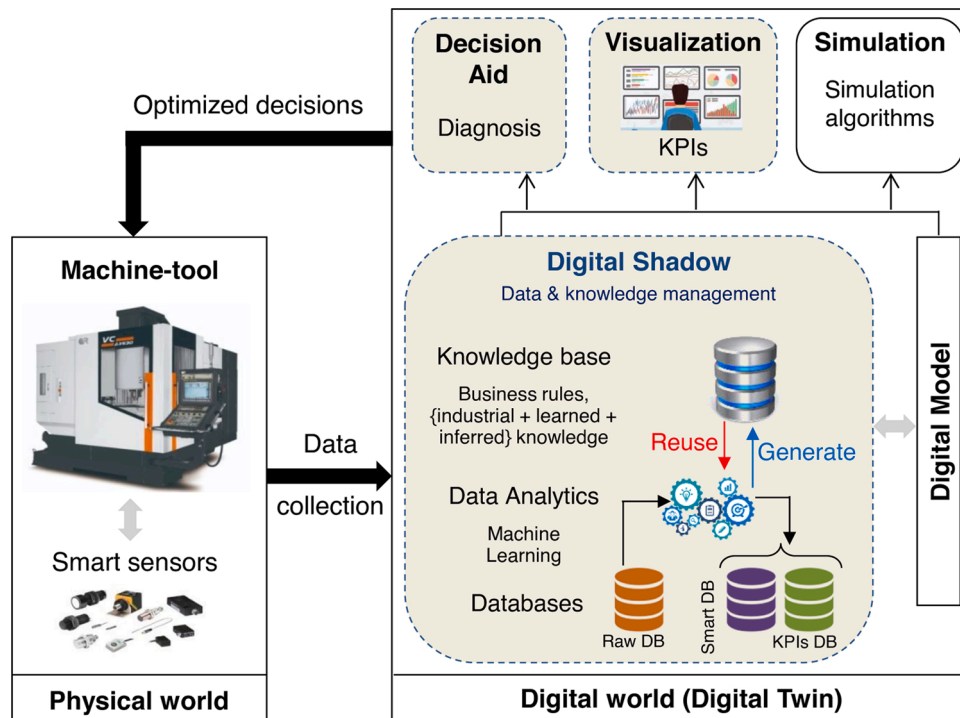 Decision
Aid
Diagnosis
Visualization
KPIs
Simulation
Simulation
algorithms
Optimized decisions
Machine-tool
VC
Data
collection
Smart sensors
Physical world
Digital Shadow
Data & knowledge management
Knowledge base
Business rules,
{industrial + learned +
inferred} knowledge
Reuse
Generate
Data Analytics
Machine
Learning
Databases
Raw DB
Smart DB
KPIs DB
Digital Model
Digital world (Digital Twin)